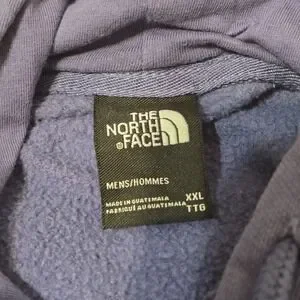 THE
NORTH
FACE
®
MENS/HOMMES
MADE IN GUATEMALA XXL
FABRIQUÉ AU GUATEMALA TTG